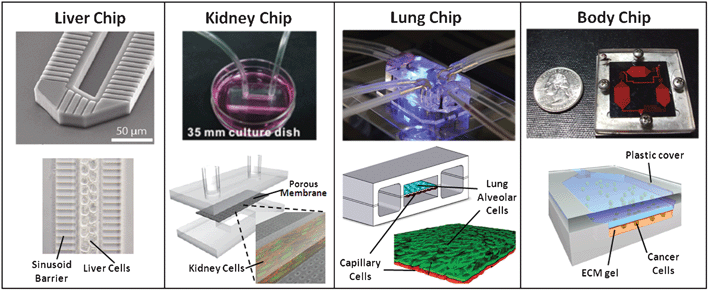 Liver Chip
Kidney Chip
Lung Chip
Body Chip
50 µm
35 mm culture dish
Sinusoid
Barrier
Liver Cells
Porous
Membrane
Kidney Cells
Lung
Alveolar
Cells
Capillary
Cells
Plastic cover
ECM gel
Cancer
Cells